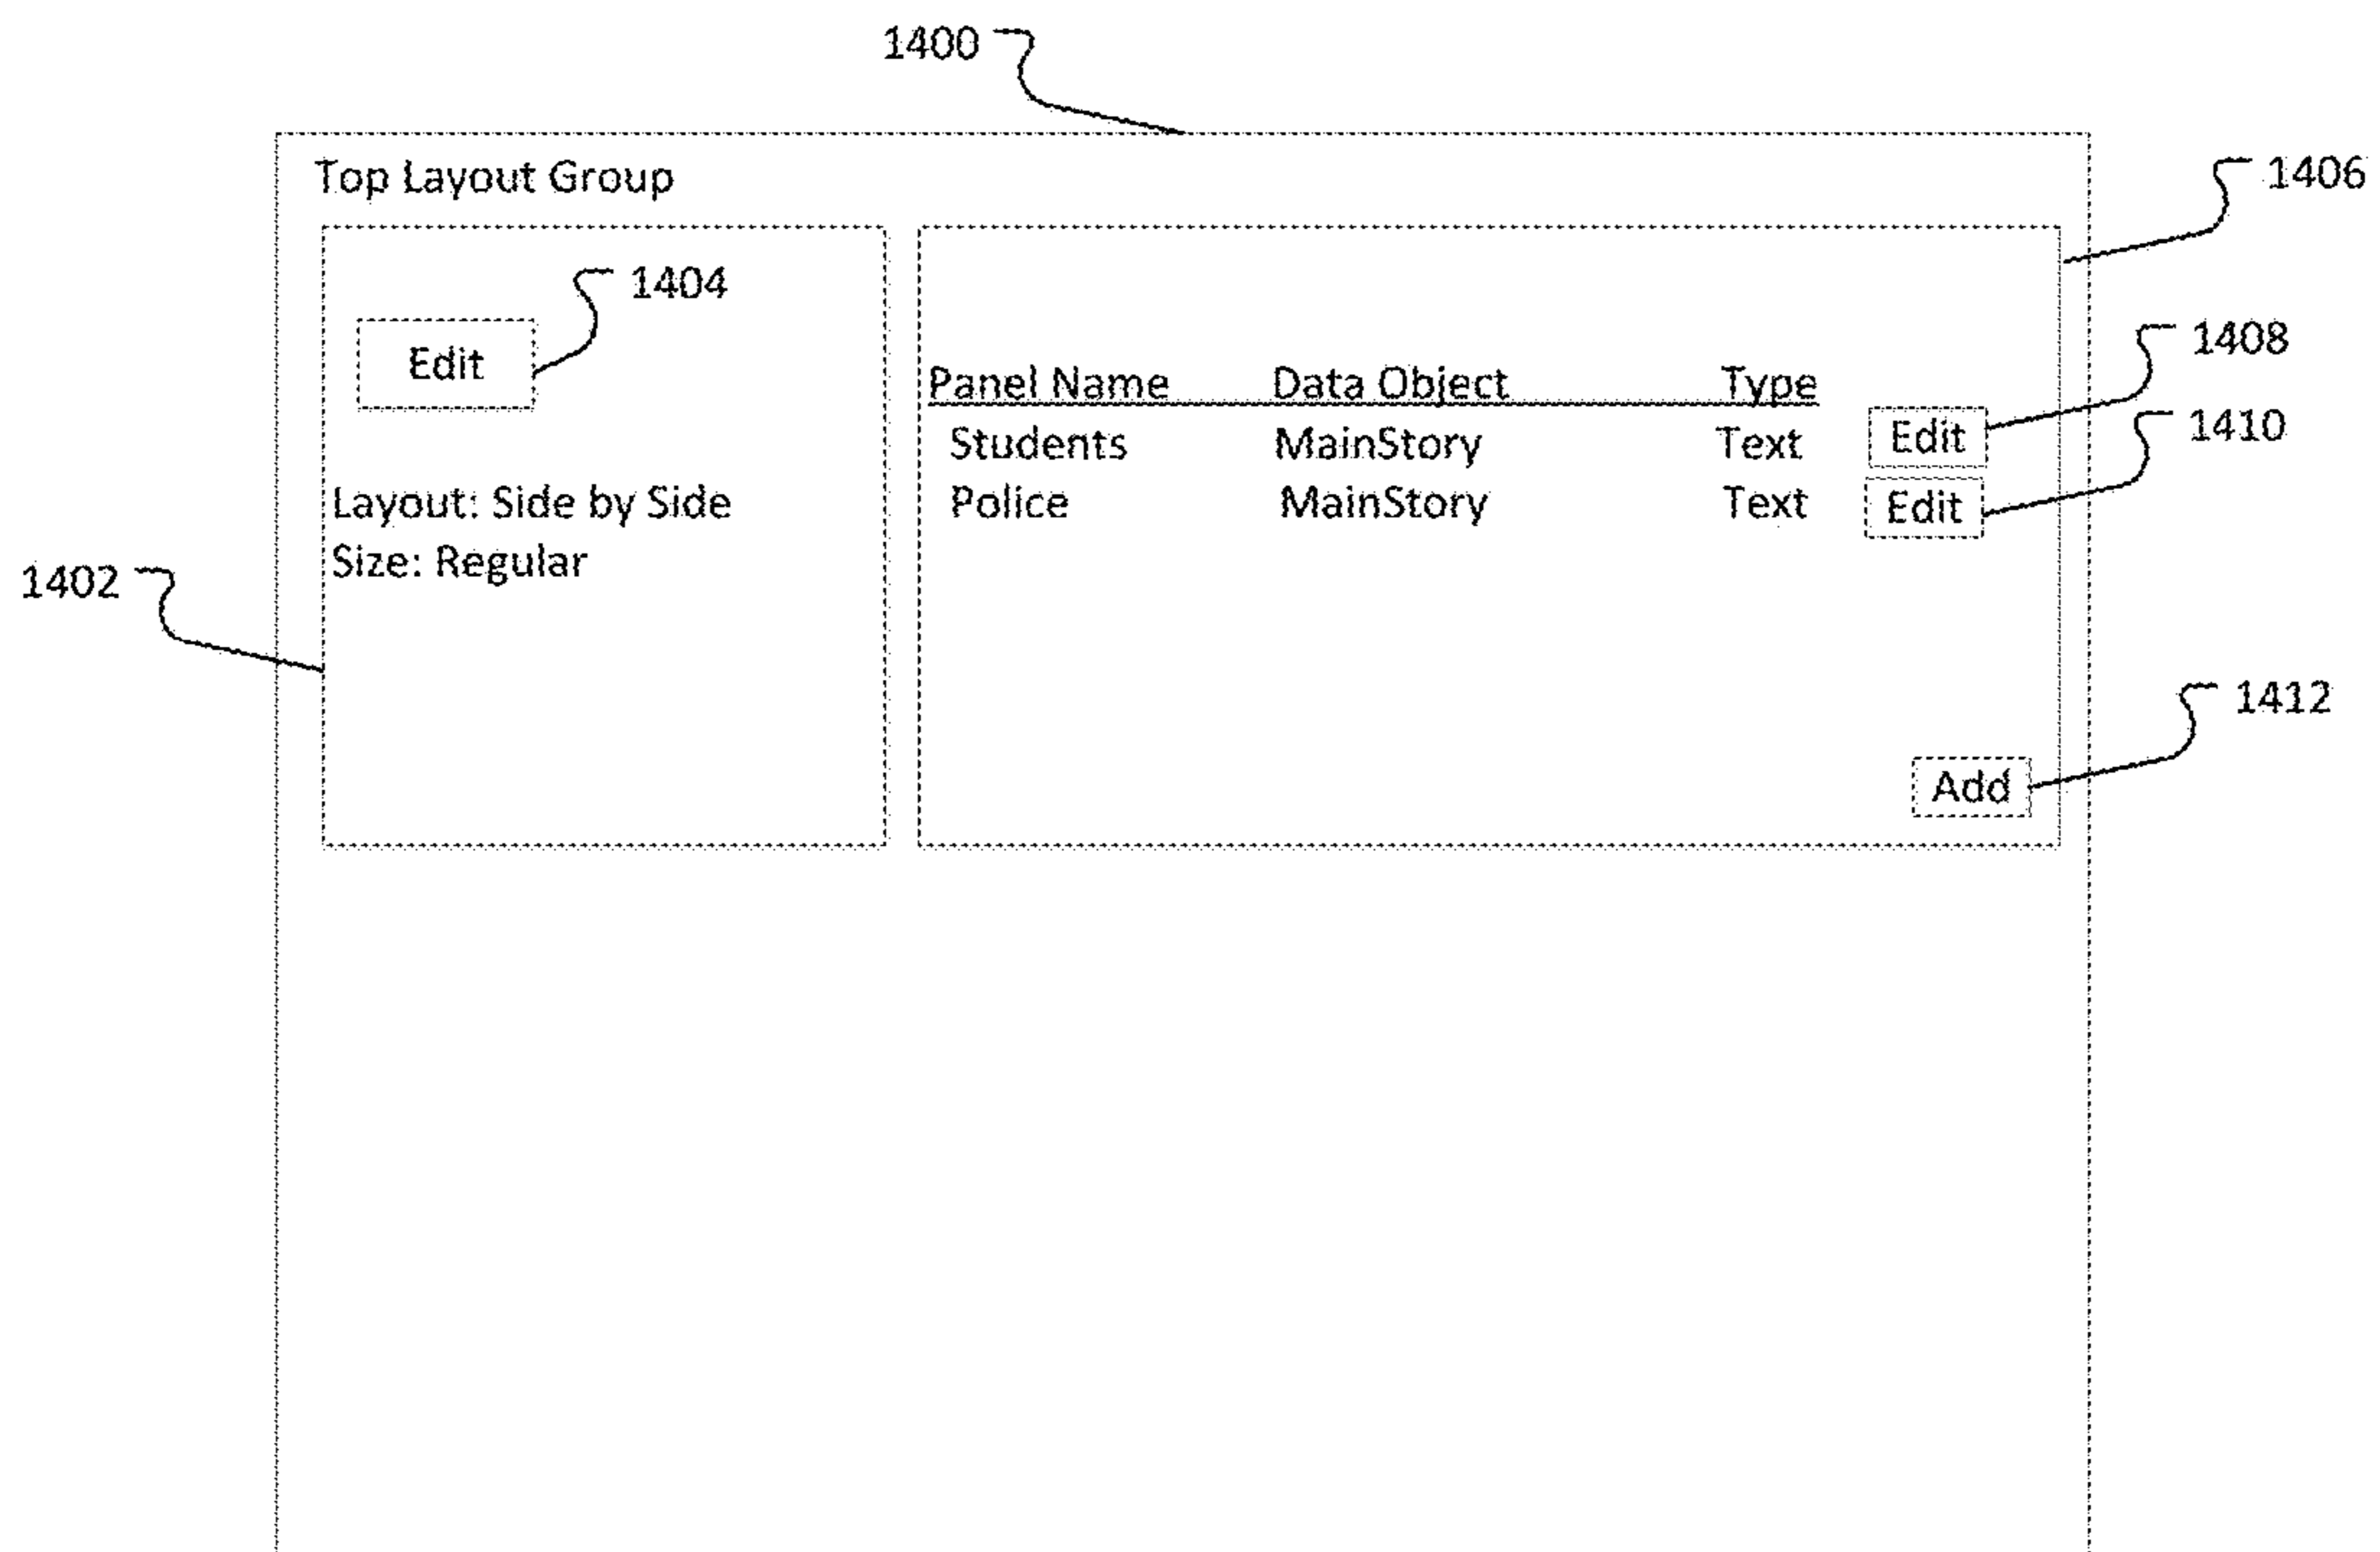 1400
Top Layout Group
1406
1404
Edit
1408
Panel Name Data Object Type
1410
Students MainStory Text Edit
Layout: Side by Side
Police MainStory Text Edit
Size: Regular
1402
1412
Add